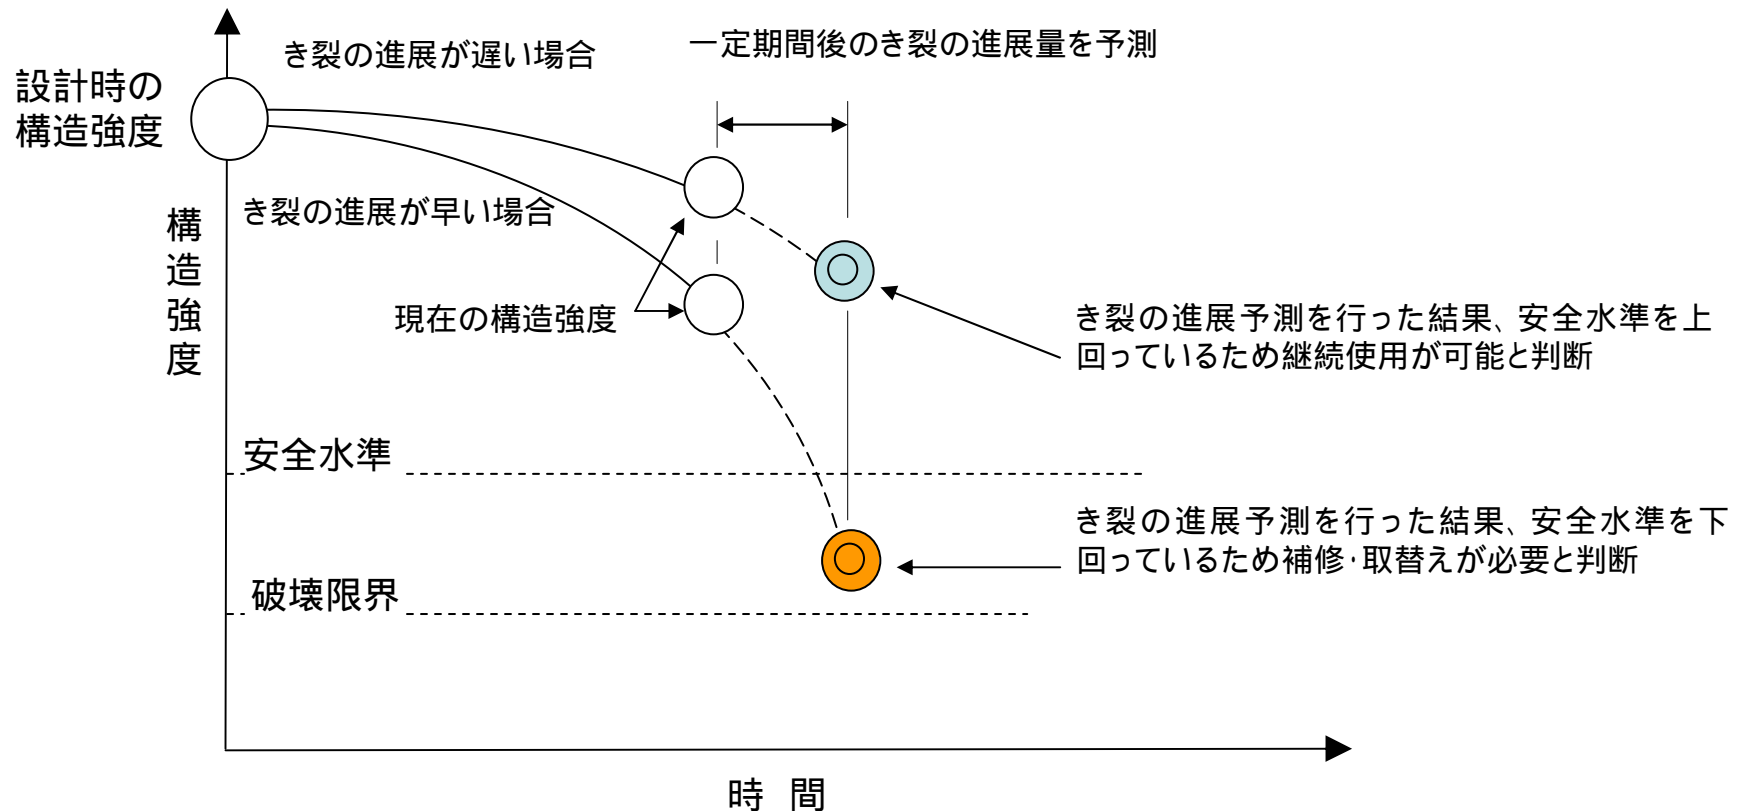 き裂の進展が遅い場合
一定期間後のき裂の進展量を予測
設計時の
構造強度
き裂の進展が早い場合
構造強度
現在の構造強度
き裂の進展予測を行った結果、安全水準を上
回っているため継続使用が可能と判断
安全水準
き裂の進展予測を行った結果、安全水準を下
回っているため補修・取替えが必要と判断
破壊限界
時 間